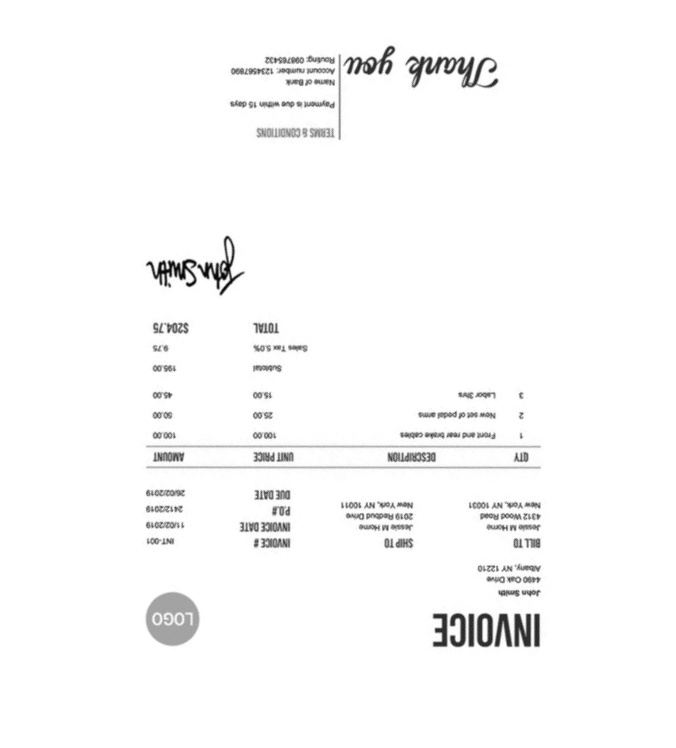 INVOICE LOGO
John Smith
4490 Oak Drive
Albany, NY 12210
BILL TO SHIP TO INVOICE # INT-001
Jessie M Horne Jessie M Horne INVOICE DATE 11/02/2019
4312 Wood Road 2019 Redbud Drive P.O.# 2412/2019
New York, NY 10031 New York, NY 10011 DUE DATE 26/02/2019
QTY DESCRIPTION UNIT PRICE AMOUNT
1 Front and rear brake cables 100.00 100.00
2 New set of pedal arms 25.00 50.00
3 Labor 3hrs 15.00 45.00
Subtotal 195.00
Sales Tax 5.0% 9.75
TOTAL $204.75
John Smith
TERMS & CONDITIONS
Payment is due within 15 days
Name of Bank
Account number: 1234567890
Routing: 098765432
Thank you